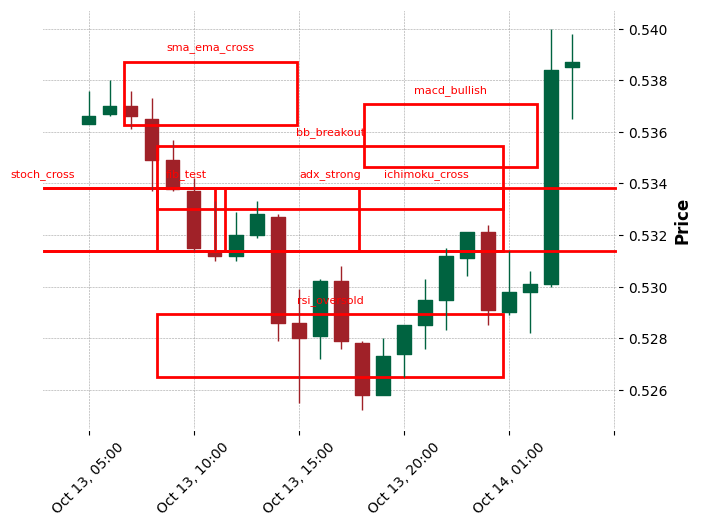 sma_ema_cross
macd_bullish
bb_breakout
stoch_cross
_test
adx_strong
ichimoku_cross
0.540
0.538
0.536
0.534
0.532
0.530
0.528
0.526
Price
Oct 13, 05:00
Oct 13, 10:00
Oct 13, 15:00
Oct 13, 20:00
Oct 14, 01:00